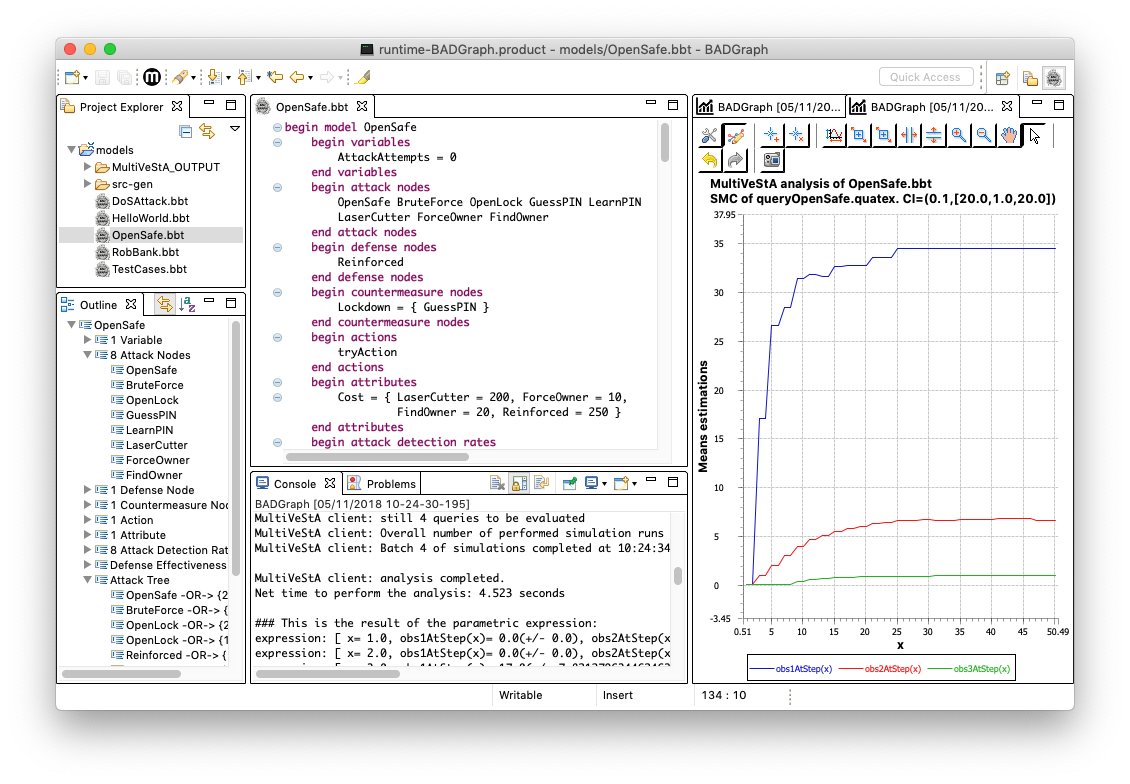 runtime-BADGraph.product - models/OpenSafe.bbt - BADGraph
Quick Access
Project Explorer
models
MultiVeStA_OUTPUT
src-gen
DoSAttack.bbt
HelloWorld.bbt
OpenSafe.bbt
RobBank.bbt
TestCases.bbt
Outline
OpenSafe
1 Variable
8 Attack Nodes
OpenSafe
BruteForce
OpenLock
GuessPIN
LearnPIN
LaserCutter
ForceOwner
FindOwner
1 Defense Node
1 Countermeasure Noc
1 Action
1 Attribute
8 Attack Detection Rat
Defense Effectiveness
Attack Tree
OpenSafe -OR-> {2
BruteForce -OR-> {
OpenLock -OR-> {2
OpenLock -OR-> {1
Reinforced -OR-> {
OpenSafe.bbt
begin model OpenSafe
begin variables
AttackAttempts = 0
end variables
begin attack nodes
OpenSafe BruteForce OpenLock GuessPIN LearnPIN
LaserCutter ForceOwner FindOwner
end attack nodes
begin defense nodes
Reinforced
end defense nodes
begin countermeasure nodes
Lockdown = { GuessPIN }
end countermeasure nodes
begin actions
tryAction
end actions
begin attributes
Cost = { LaserCutter = 200, ForceOwner = 10,
FindOwner = 20, Reinforced = 250 }
end attributes
begin attack detection rates
Console
Problems
BADGraph [05/11/2018 10-24-30-195]
MultiVeStA client: still 4 queries to be evaluated
MultiVeStA client: Overall number of performed simulation runs
MultiVeStA client: Batch 4 of simulations completed at 10:24:34
MultiVeStA client: analysis completed.
Net time to perform the analysis: 4.523 seconds
### This is the result of the parametric expression:
expression: [ x= 1.0, obs1AtStep(x)= 0.0(+/- 0.0), obs2AtStep(x
expression: [ x= 2.0, obs1AtStep(x)= 0.0(+/- 0.0), obs2AtStep(x
BADGraph [05/11/20...
BADGraph [05/11/20...
MultiVeStA analysis of OpenSafe.bbt
SMC of queryOpenSafe.quatex. CI=(0.1,[20.0,1.0,20.0])
37.95
35
30
25
20
15
10
5
0
-3.45
Means estimations
0.51 5 10 15 20 25 30 35 40 45 50.49
x
obs1AtStep(x) obs2AtStep(x) obs3AtStep(x)
Writable
Insert
134 : 10